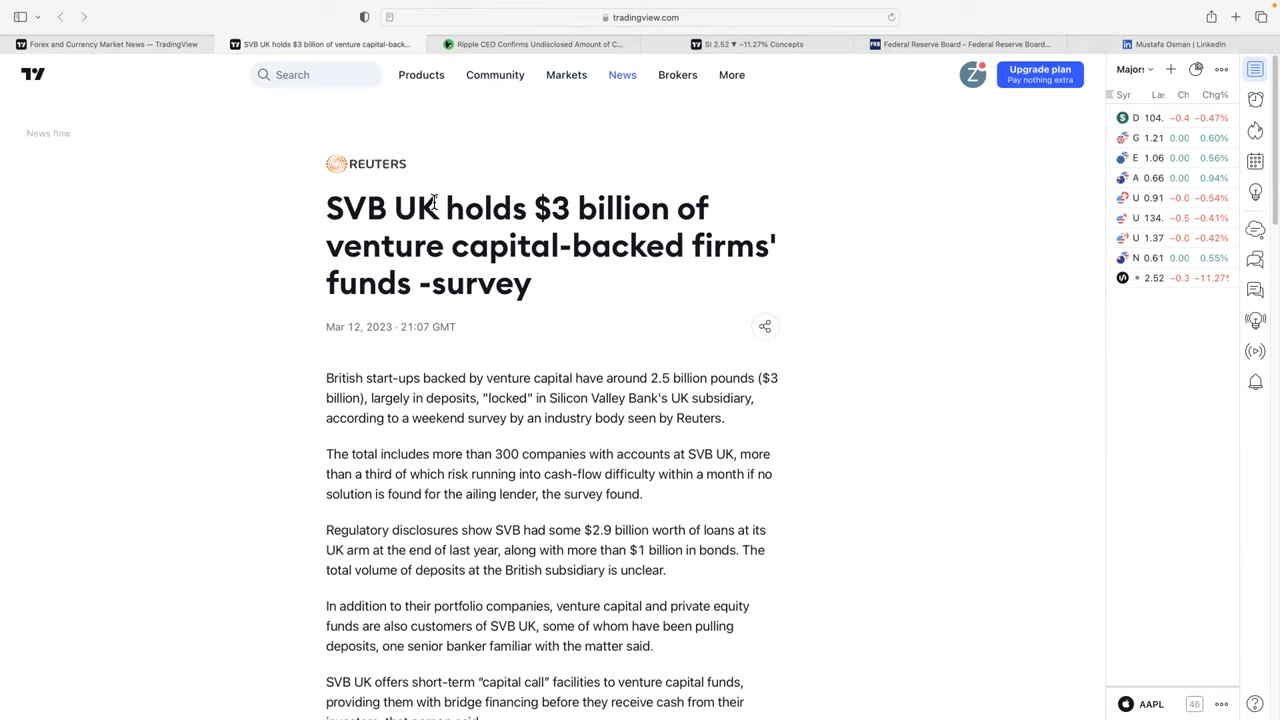 tradingview.com
Forex and Currency Market News — TradingView
SVB UK holds $3 billion of venture capital-back...
Ripple CEO Confirms Undisclosed Amount of C...
SI 2.52 ▼ −11.27% Concepts
Federal Reserve Board - Federal Reserve Board...
Mustafa Osman | LinkedIn
Search
Products
Community
Markets
News
Brokers
More
Z
Upgrade plan
Pay nothing extra
Majors
Syr Las Ch Chg%
D 104. −0.4 −0.47%
G 1.21 0.00 0.60%
E 1.06 0.00 0.56%
A 0.66 0.00 0.94%
U 0.91 −0.0 −0.54%
U 134. −0.5 −0.41%
U 1.37 −0.0 −0.42%
N 0.61 0.00 0.55%
2.52 −0.3 −11.27%
News flow
REUTERS
SVB UK holds $3 billion of
venture capital-backed firms'
funds -survey
Mar 12, 2023 · 21:07 GMT
British start-ups backed by venture capital have around 2.5 billion pounds ($3
billion), largely in deposits, "locked" in Silicon Valley Bank's UK subsidiary,
according to a weekend survey by an industry body seen by Reuters.
The total includes more than 300 companies with accounts at SVB UK, more
than a third of which risk running into cash-flow difficulty within a month if no
solution is found for the ailing lender, the survey found.
Regulatory disclosures show SVB had some $2.9 billion worth of loans at its
UK arm at the end of last year, along with more than $1 billion in bonds. The
total volume of deposits at the British subsidiary is unclear.
In addition to their portfolio companies, venture capital and private equity
funds are also customers of SVB UK, some of whom have been pulling
deposits, one senior banker familiar with the matter said.
SVB UK offers short-term “capital call” facilities to venture capital funds,
providing them with bridge financing before they receive cash from their
investors, that person said.
AAPL 46